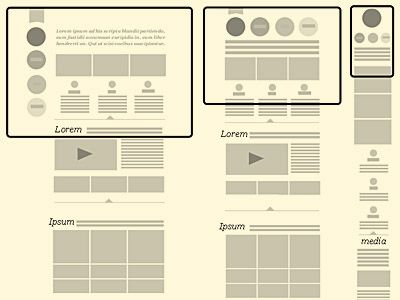 Lorem ipsum ad his scripta blandit partiendo,
eum fastidii accumsan euripidis in, eum liber
hendrerit an. Qui ut wisi vocibus suscipiantur,
Lorem
Ipsum
Lorem
Ipsum
media